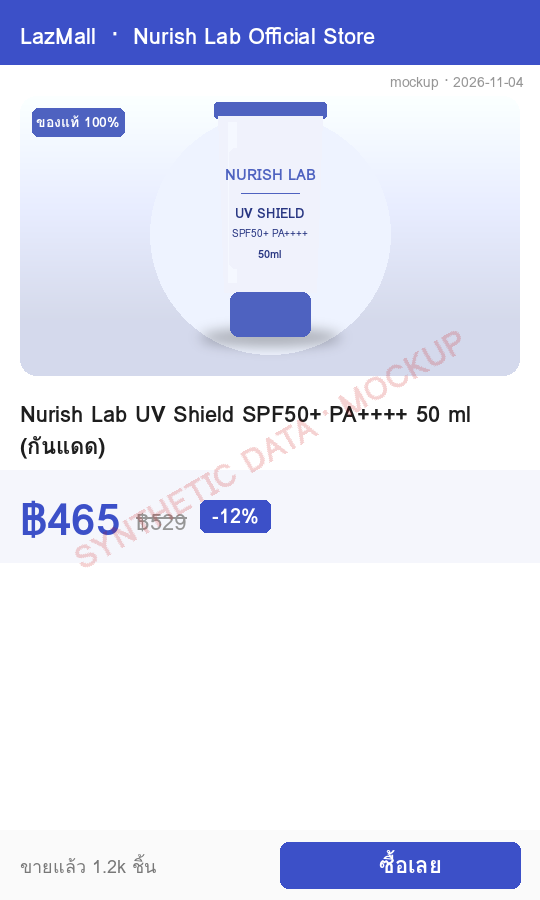 LazMall · Nurish Lab Official Store
mockup · 2026-11-04
ของแท้ 100%
NURISH LAB
UV SHIELD
SPF50+ PA++++
50ml
Nurish Lab UV Shield SPF50+ PA++++ 50 ml
(กันแดด)
฿465 ฿529 -12%
SYNTHETIC DATA · MOCKUP
ขายแล้ว 1.2k ชิ้น
ซื้อเลย